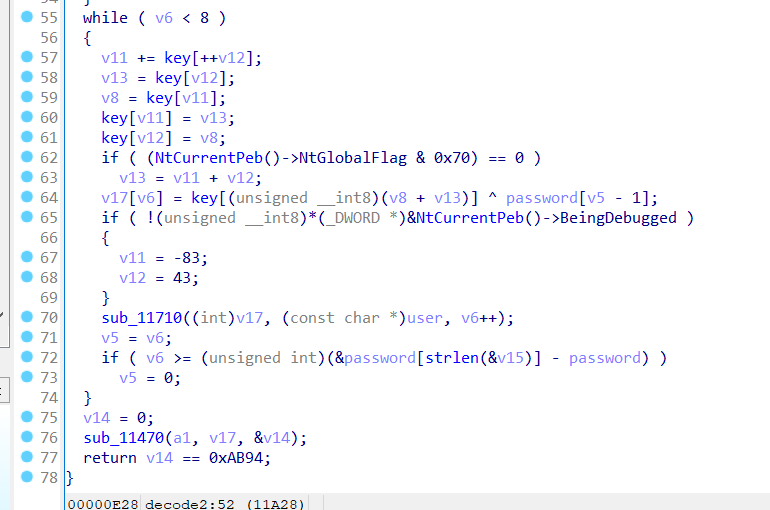 55 while ( v6 < 8 )
56 {
57 v11 += key[++v12];
58 v13 = key[v12];
59 v8 = key[v11];
60 key[v11] = v13;
61 key[v12] = v8;
62 if ( (NtCurrentPeb()->NtGlobalFlag & 0x70) == 0 )
63 v13 = v11 + v12;
64 v17[v6] = key[(unsigned __int8)(v8 + v13)] ^ password[v5 - 1];
65 if ( !(unsigned __int8)*(_DWORD *)&NtCurrentPeb()->BeingDebugged )
66 {
67 v11 = -83;
68 v12 = 43;
69 }
70 sub_11710((int)v17, (const char *)user, v6++);
71 v5 = v6;
72 if ( v6 >= (unsigned int)(&password[strlen(&v15)] - password) )
73 v5 = 0;
74 }
75 v14 = 0;
76 sub_11470(a1, v17, &v14);
77 return v14 == 0xAB94;
78 }
00000E28 decode2:52 (11A28)